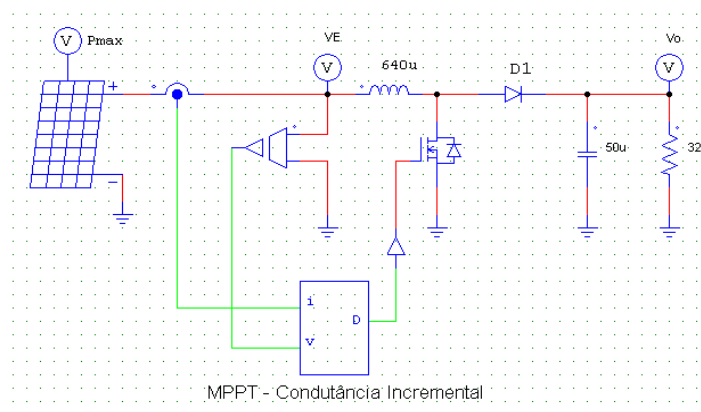 V Pmax
VE
V
640u
D1
Vo
V
+
-
50u
32
i
D
v
MPPT - Condutância Incremental